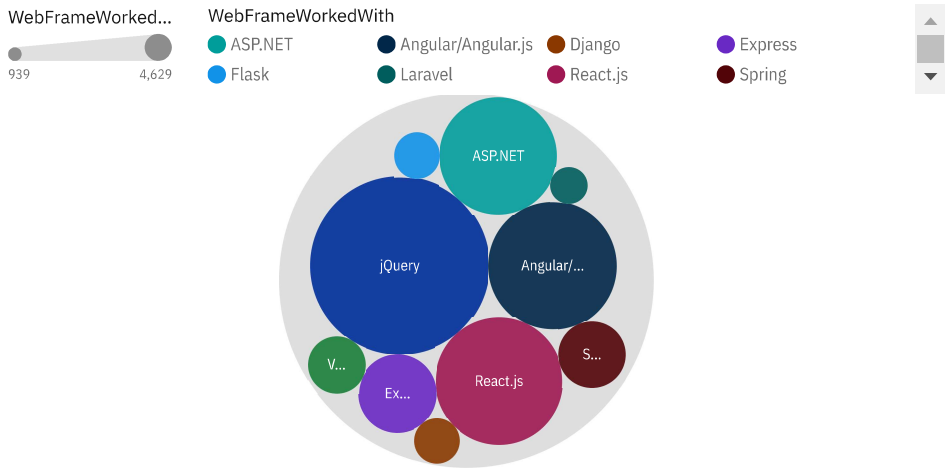 WebFrameWorked...
939 4,629
WebFrameWorkedWith
ASP.NET Angular/Angular.js Django Express
Flask Laravel React.js Spring
ASP.NET
jQuery
Angular/...
V...
Ex...
React.js
S...